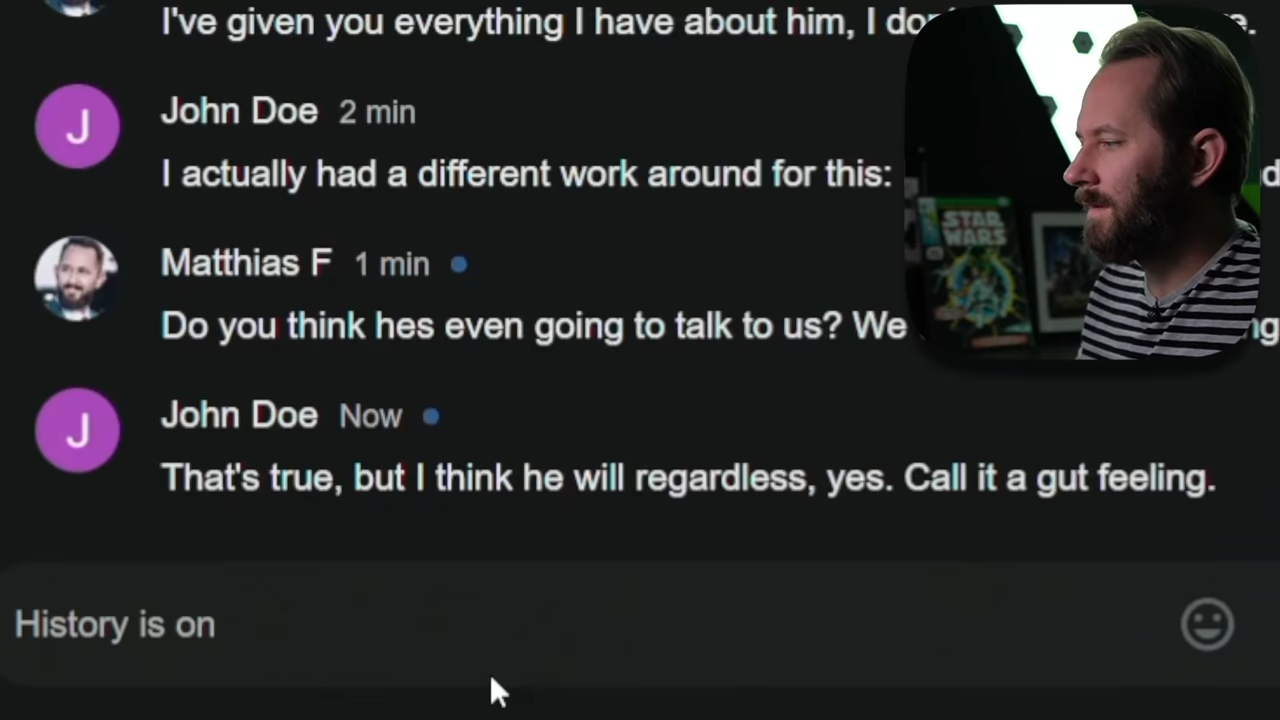 I've given you everything I have about him, I e.
John Doe 2 min
I actually had a different work around for this:
Matthias F 1 min
Do you think hes even going to talk to us? We
John Doe Now
That's true, but I think he will regardless, yes. Call it a gut feeling.
History is on
STAR
WARS
J
J